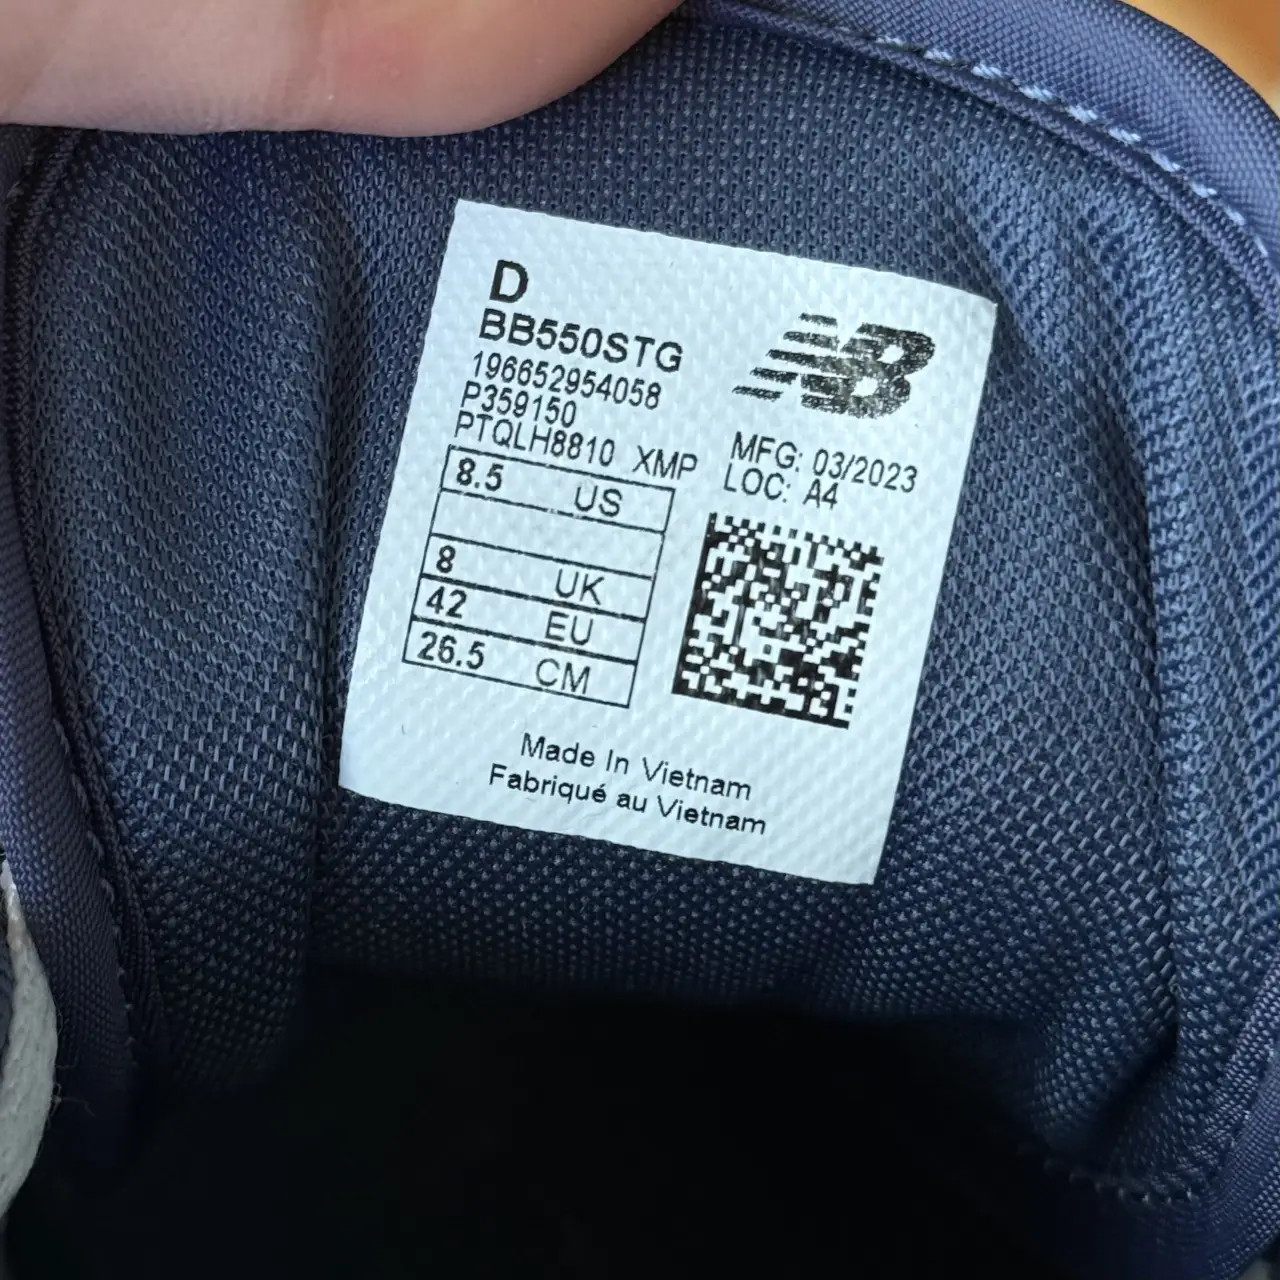 D
BB550STG
196652954058
P359150
PTQLH8810 XMP
8.5 US
8 UK
42 EU
26.5 CM
NB
MFG: 03/2023
LOC: A4
Made In Vietnam
Fabriqué au Vietnam